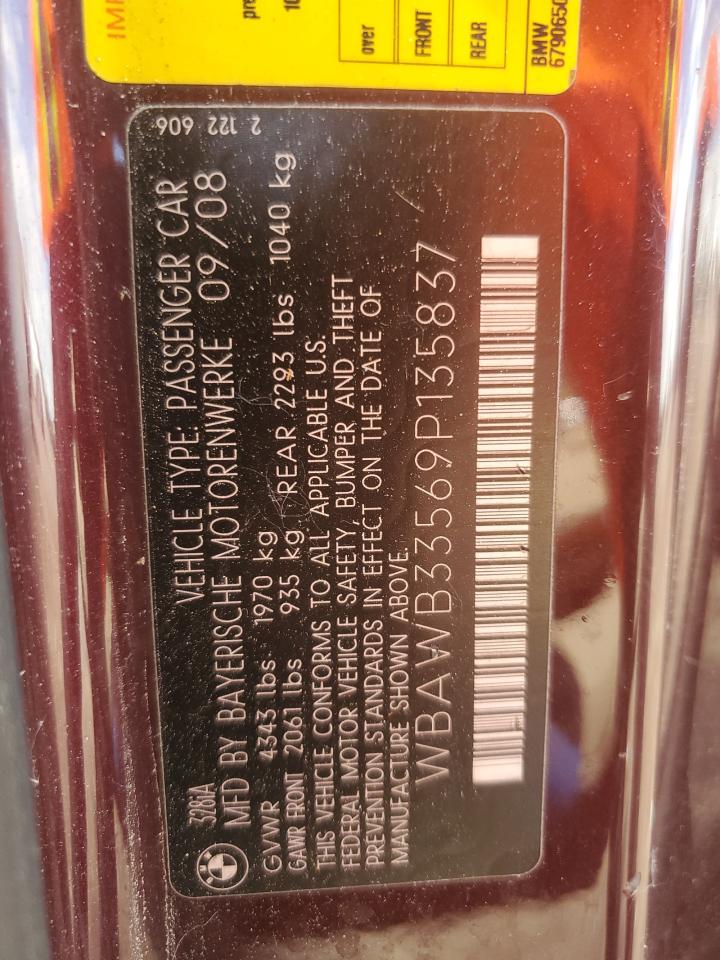 IMP
pre
10
over
FRONT
REAR
BMW
6790650
2 122 606
328iA
VEHICLE TYPE: PASSENGER CAR
MFD BY BAYERISCHE MOTORENWERKE 09/08
GVWR 4343 lbs 1970 kg
GAWR FRONT 2061 lbs 935 kg REAR 2293 lbs 1040 kg
THIS VEHICLE CONFORMS TO ALL APPLICABLE U.S.
FEDERAL MOTOR VEHICLE SAFETY, BUMPER AND THEFT
PREVENTION STANDARDS IN EFFECT ON THE DATE OF
MANUFACTURE SHOWN ABOVE.
WBAWB33569P135837